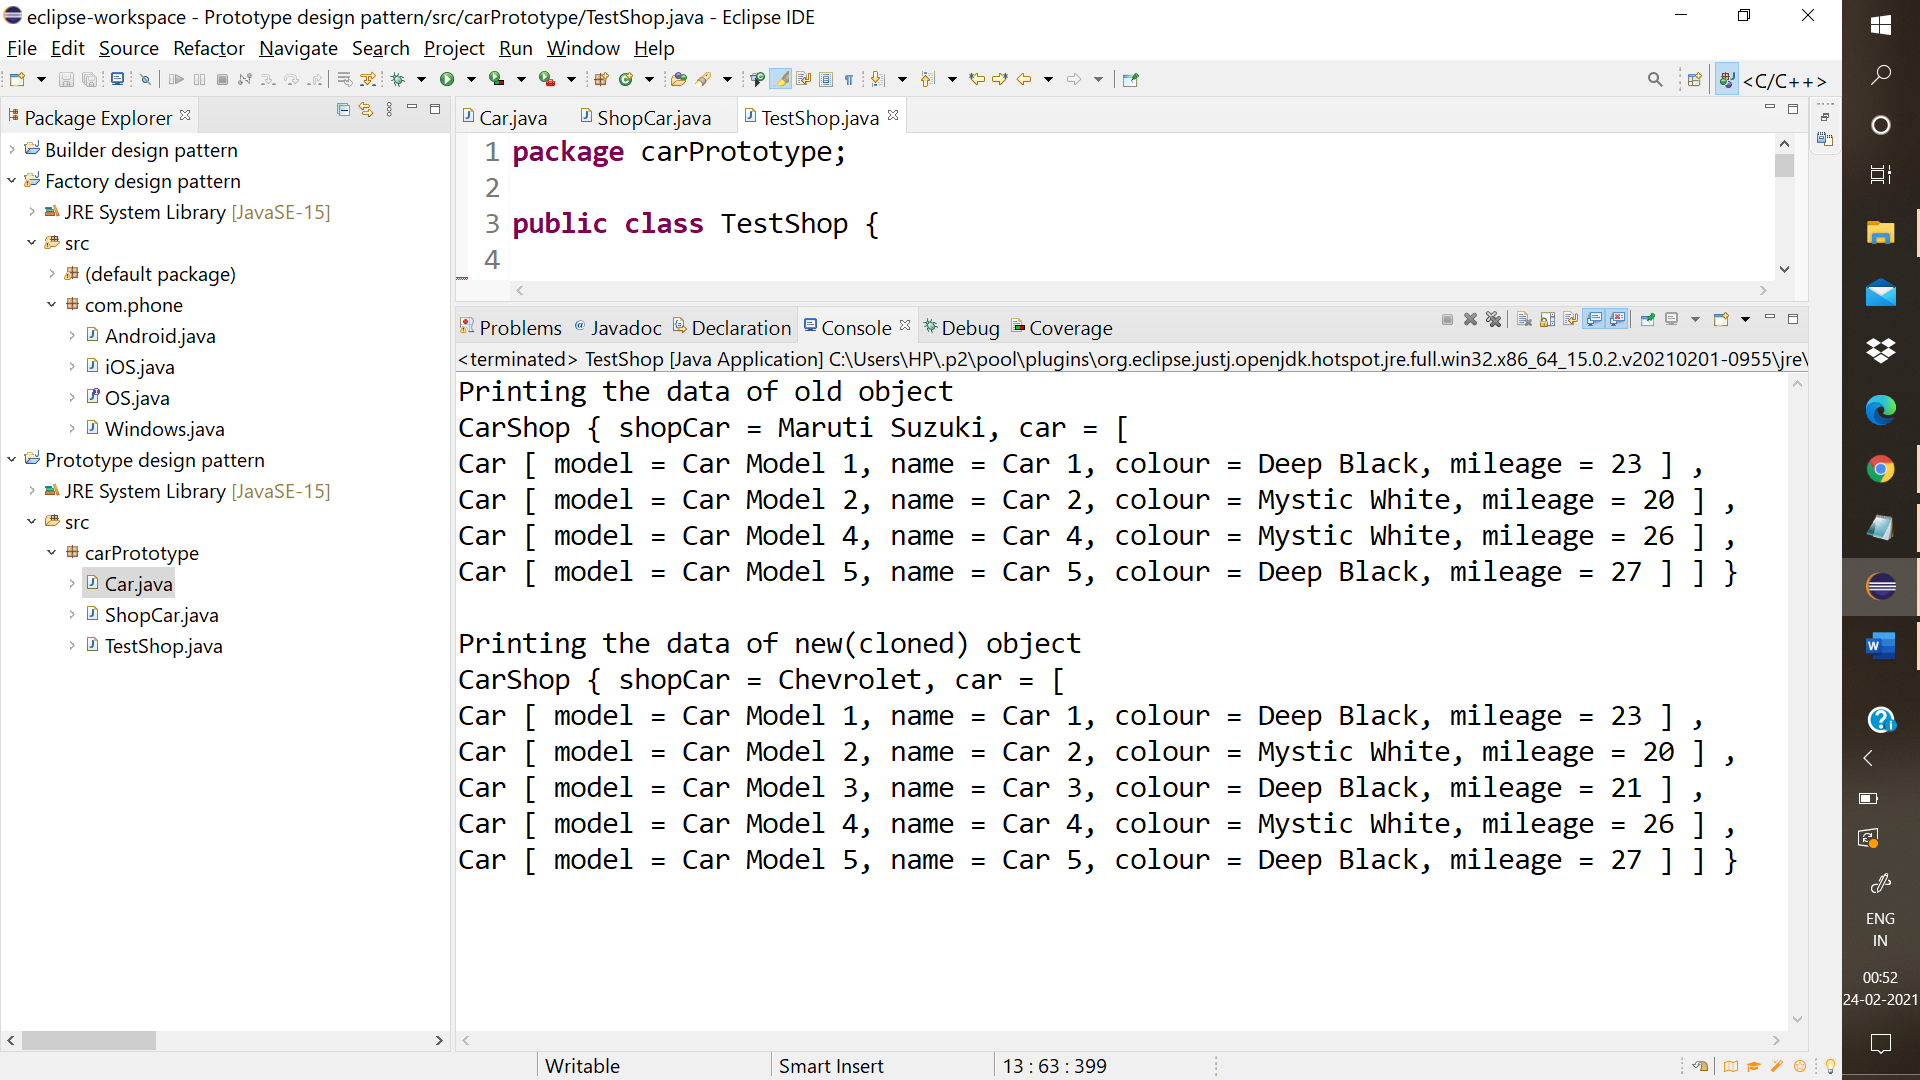 eclipse-workspace - Prototype design pattern/src/carPrototype/TestShop.java - Eclipse IDE
File Edit Source Refactor Navigate Search Project Run Window Help
<C/C++>
Package Explorer
Builder design pattern
Factory design pattern
JRE System Library [JavaSE-15]
src
(default package)
com.phone
Android.java
iOS.java
OS.java
Windows.java
Prototype design pattern
JRE System Library [JavaSE-15]
src
carPrototype
Car.java
ShopCar.java
TestShop.java
Car.java ShopCar.java TestShop.java
1 package carPrototype;
2
3 public class TestShop {
4
Problems @ Javadoc Declaration Console Debug Coverage
<terminated> TestShop [Java Application] C:\Users\HP\.p2\pool\plugins\org.eclipse.justj.openjdk.hotspot.jre.full.win32.x86_64_15.0.2.v20210201-0955\jre\
Printing the data of old object
CarShop { shopCar = Maruti Suzuki, car = [
Car [ model = Car Model 1, name = Car 1, colour = Deep Black, mileage = 23 ] ,
Car [ model = Car Model 2, name = Car 2, colour = Mystic White, mileage = 20 ] ,
Car [ model = Car Model 4, name = Car 4, colour = Mystic White, mileage = 26 ] ,
Car [ model = Car Model 5, name = Car 5, colour = Deep Black, mileage = 27 ] ] }
Printing the data of new(cloned) object
CarShop { shopCar = Chevrolet, car = [
Car [ model = Car Model 1, name = Car 1, colour = Deep Black, mileage = 23 ] ,
Car [ model = Car Model 2, name = Car 2, colour = Mystic White, mileage = 20 ] ,
Car [ model = Car Model 3, name = Car 3, colour = Deep Black, mileage = 21 ] ,
Car [ model = Car Model 4, name = Car 4, colour = Mystic White, mileage = 26 ] ,
Car [ model = Car Model 5, name = Car 5, colour = Deep Black, mileage = 27 ] ] }
Writable Smart Insert 13 : 63 : 399
ENG
IN
00:52
24-02-2021